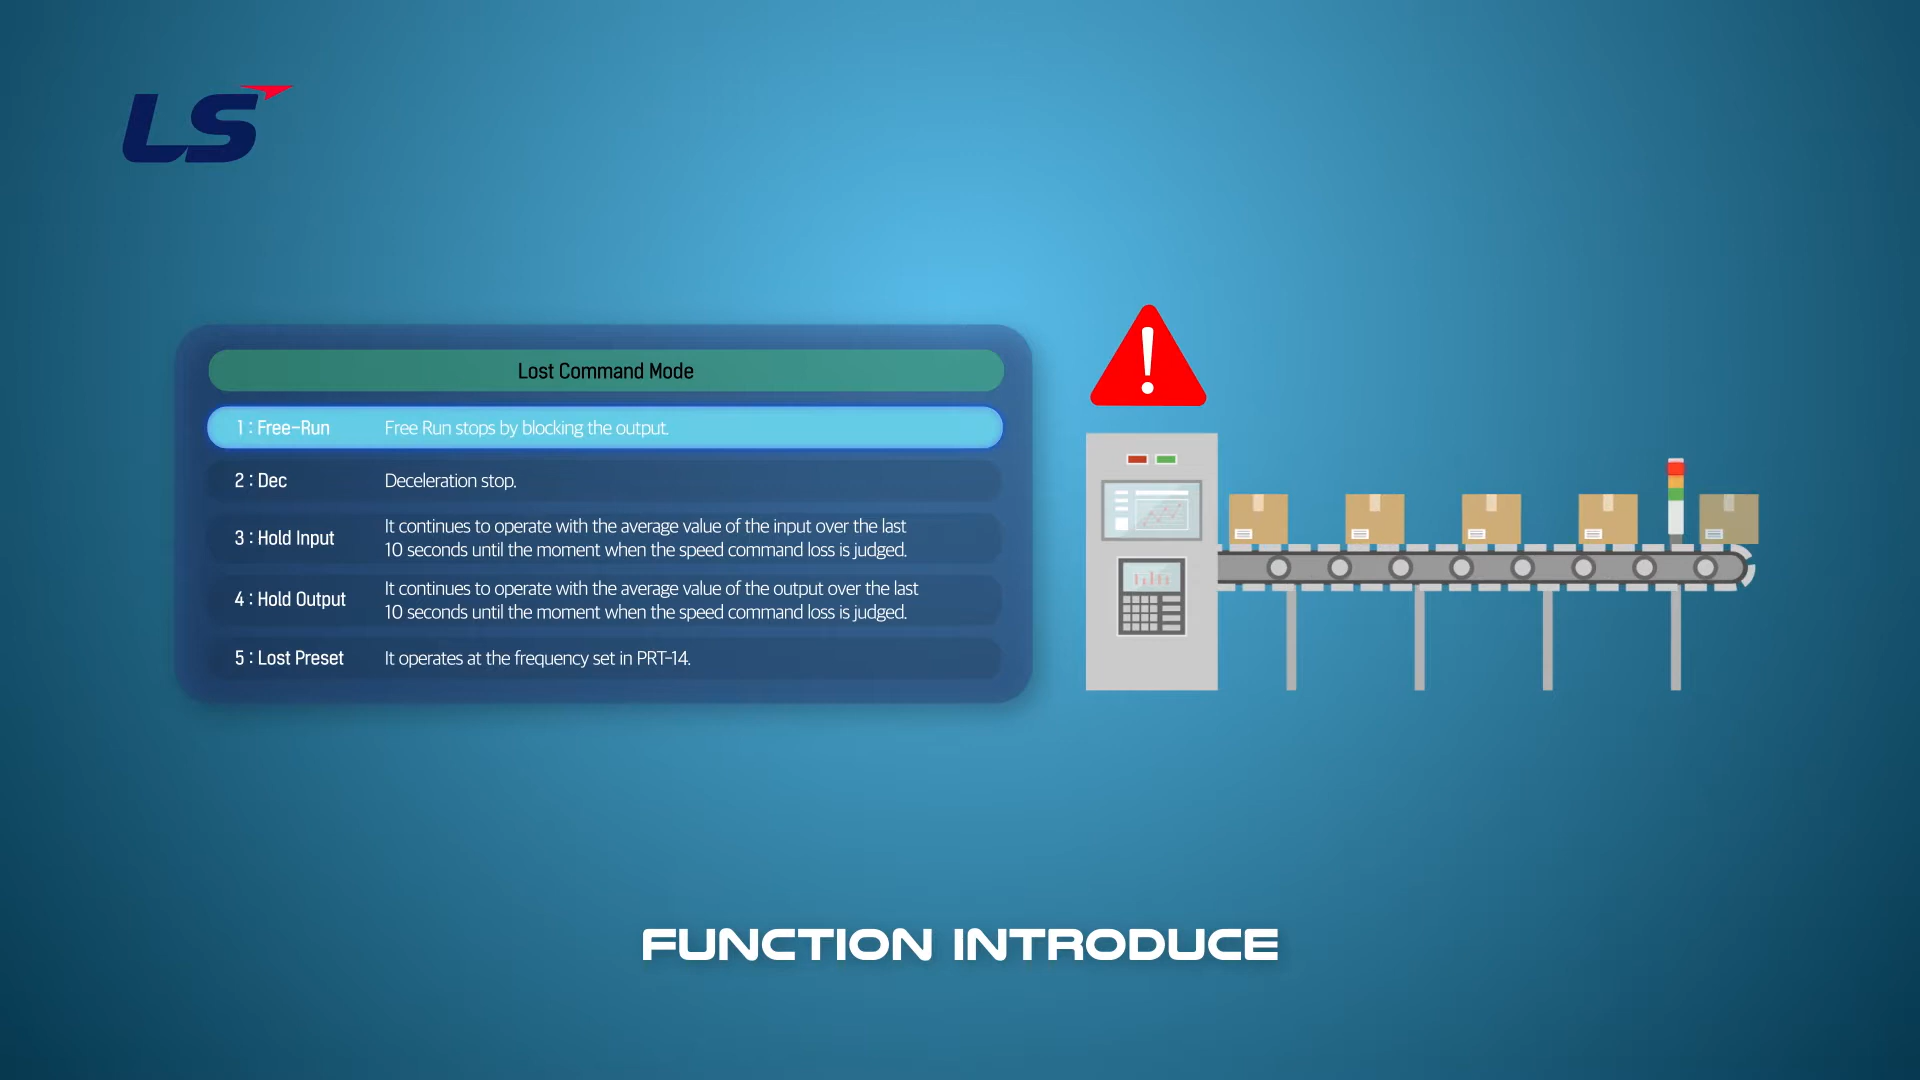 LS
Lost Command Mode
1 : Free-Run Free Run stops by blocking the output.
2 : Dec Deceleration stop.
3 : Hold Input It continues to operate with the average value of the input over the last
10 seconds until the moment when the speed command loss is judged.
4 : Hold Output It continues to operate with the average value of the output over the last
10 seconds until the moment when the speed command loss is judged.
5 : Lost Preset It operates at the frequency set in PRT-14.
!
FUNCTION INTRODUCE